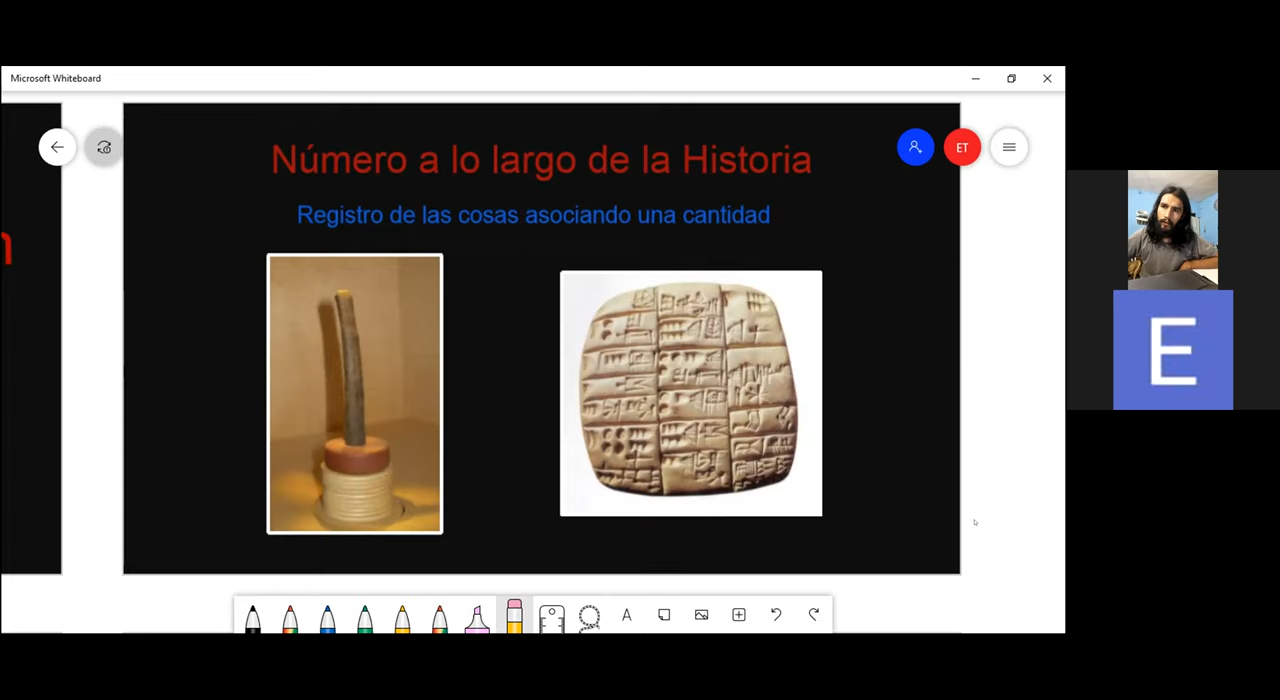 Microsoft Whiteboard
Número a lo largo de la Historia
ET
Registro de las cosas asociando una cantidad
n
E
A